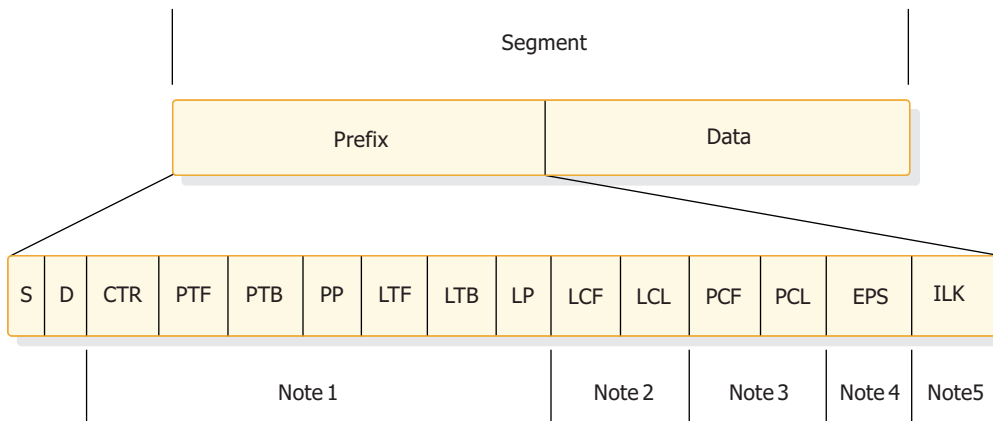 Segment
Prefix Data
S D CTR PTF PTB PP LTF LTB LP LCF LCL PCF PCL EPS ILK
Note 1 Note 2 Note 3 Note 4 Note5